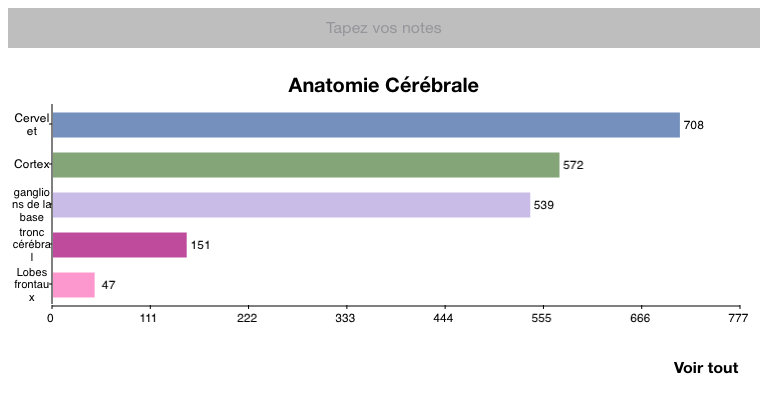 Tapez vos notes
Anatomie Cérébrale
Cervel
et
708
Cortex
572
ganglio
ns de la
base
539
tronc
cérébra
l
151
Lobes
frontau
x
47
0 111 222 333 444 555 666 777
Voir tout